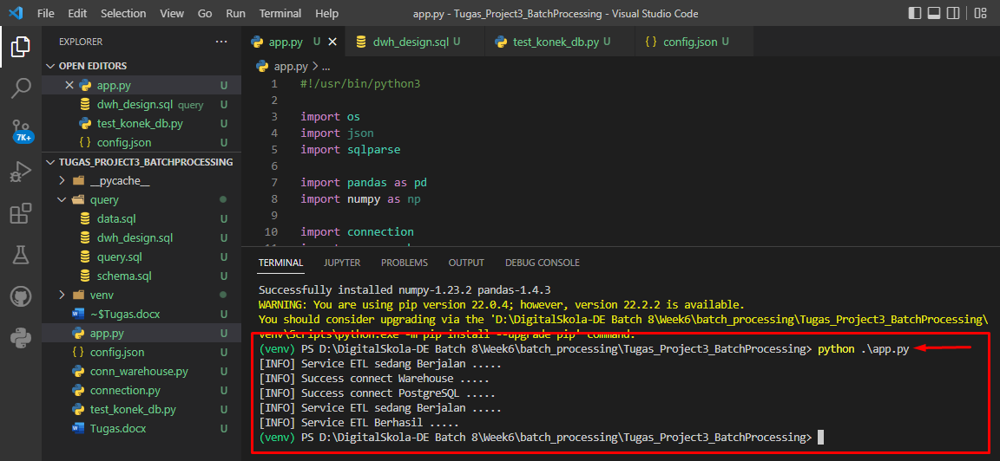 File Edit Selection View Go Run Terminal Help
app.py - Tugas_Project3_BatchProcessing - Visual Studio Code
EXPLORER
OPEN EDITORS
app.py U
dwh_design.sql query U
test_konek_db.py U
config.json U
TUGAS_PROJECT3_BATCHPROCESSING
__pycache__
query
data.sql U
dwh_design.sql U
query.sql U
schema.sql U
venv
~$Tugas.docx U
app.py U
config.json U
conn_warehouse.py U
connection.py U
test_konek_db.py U
Tugas.docx U
7K+
app.py U
dwh_design.sql U
test_konek_db.py U
{} config.json U
app.py > ...
1 #!/usr/bin/python3
2
3 import os
4 import json
5 import sqlparse
6
7 import pandas as pd
8 import numpy as np
9
10 import connection
TERMINAL JUPYTER PROBLEMS OUTPUT DEBUG CONSOLE
Successfully installed numpy-1.23.2 pandas-1.4.3
WARNING: You are using pip version 22.0.4; however, version 22.2.2 is available.
You should consider upgrading via the 'D:\DigitalSkola-DE Batch 8\Week6\batch_processing\Tugas_Project3_BatchProcessing\
venv\Scripts\python.exe -m pip install --upgrade pip' command.
(venv) PS D:\DigitalSkola-DE Batch 8\Week6\batch_processing\Tugas_Project3_BatchProcessing> python .\app.py
[INFO] Service ETL sedang Berjalan .....
[INFO] Success connect Warehouse .....
[INFO] Success connect PostgreSQL .....
[INFO] Service ETL sedang Berjalan .....
[INFO] Service ETL Berhasil .....
(venv) PS D:\DigitalSkola-DE Batch 8\Week6\batch_processing\Tugas_Project3_BatchProcessing>